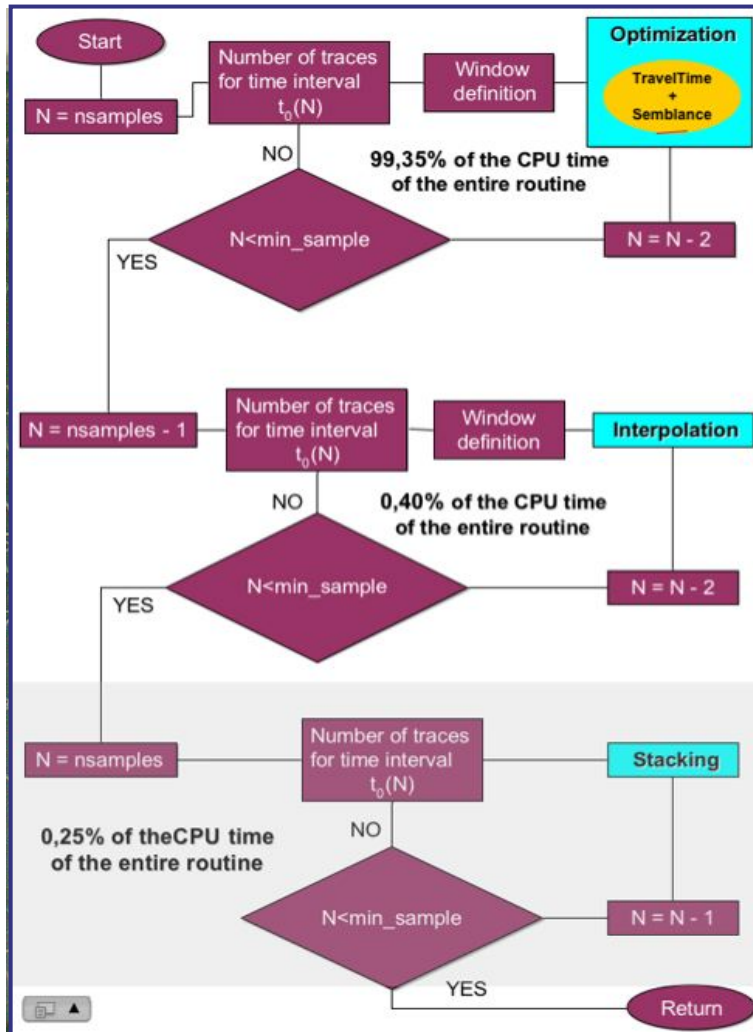 Start
Number of traces
for time interval
t₀(N)
Window
definition
Optimization
TravelTime
+
Semblance
N = nsamples
NO
99,35% of the CPU time
of the entire routine
N<min_sample
N = N - 2
YES
N = nsamples - 1
Number of traces
for time interval
t₀(N)
Window
definition
Interpolation
NO
0,40% of the CPU time
of the entire routine
N<min_sample
N = N - 2
YES
N = nsamples
Number of traces
for time interval
t₀(N)
Stacking
0,25% of theCPU time
of the entire routine
NO
N<min_sample
N = N - 1
YES
Return